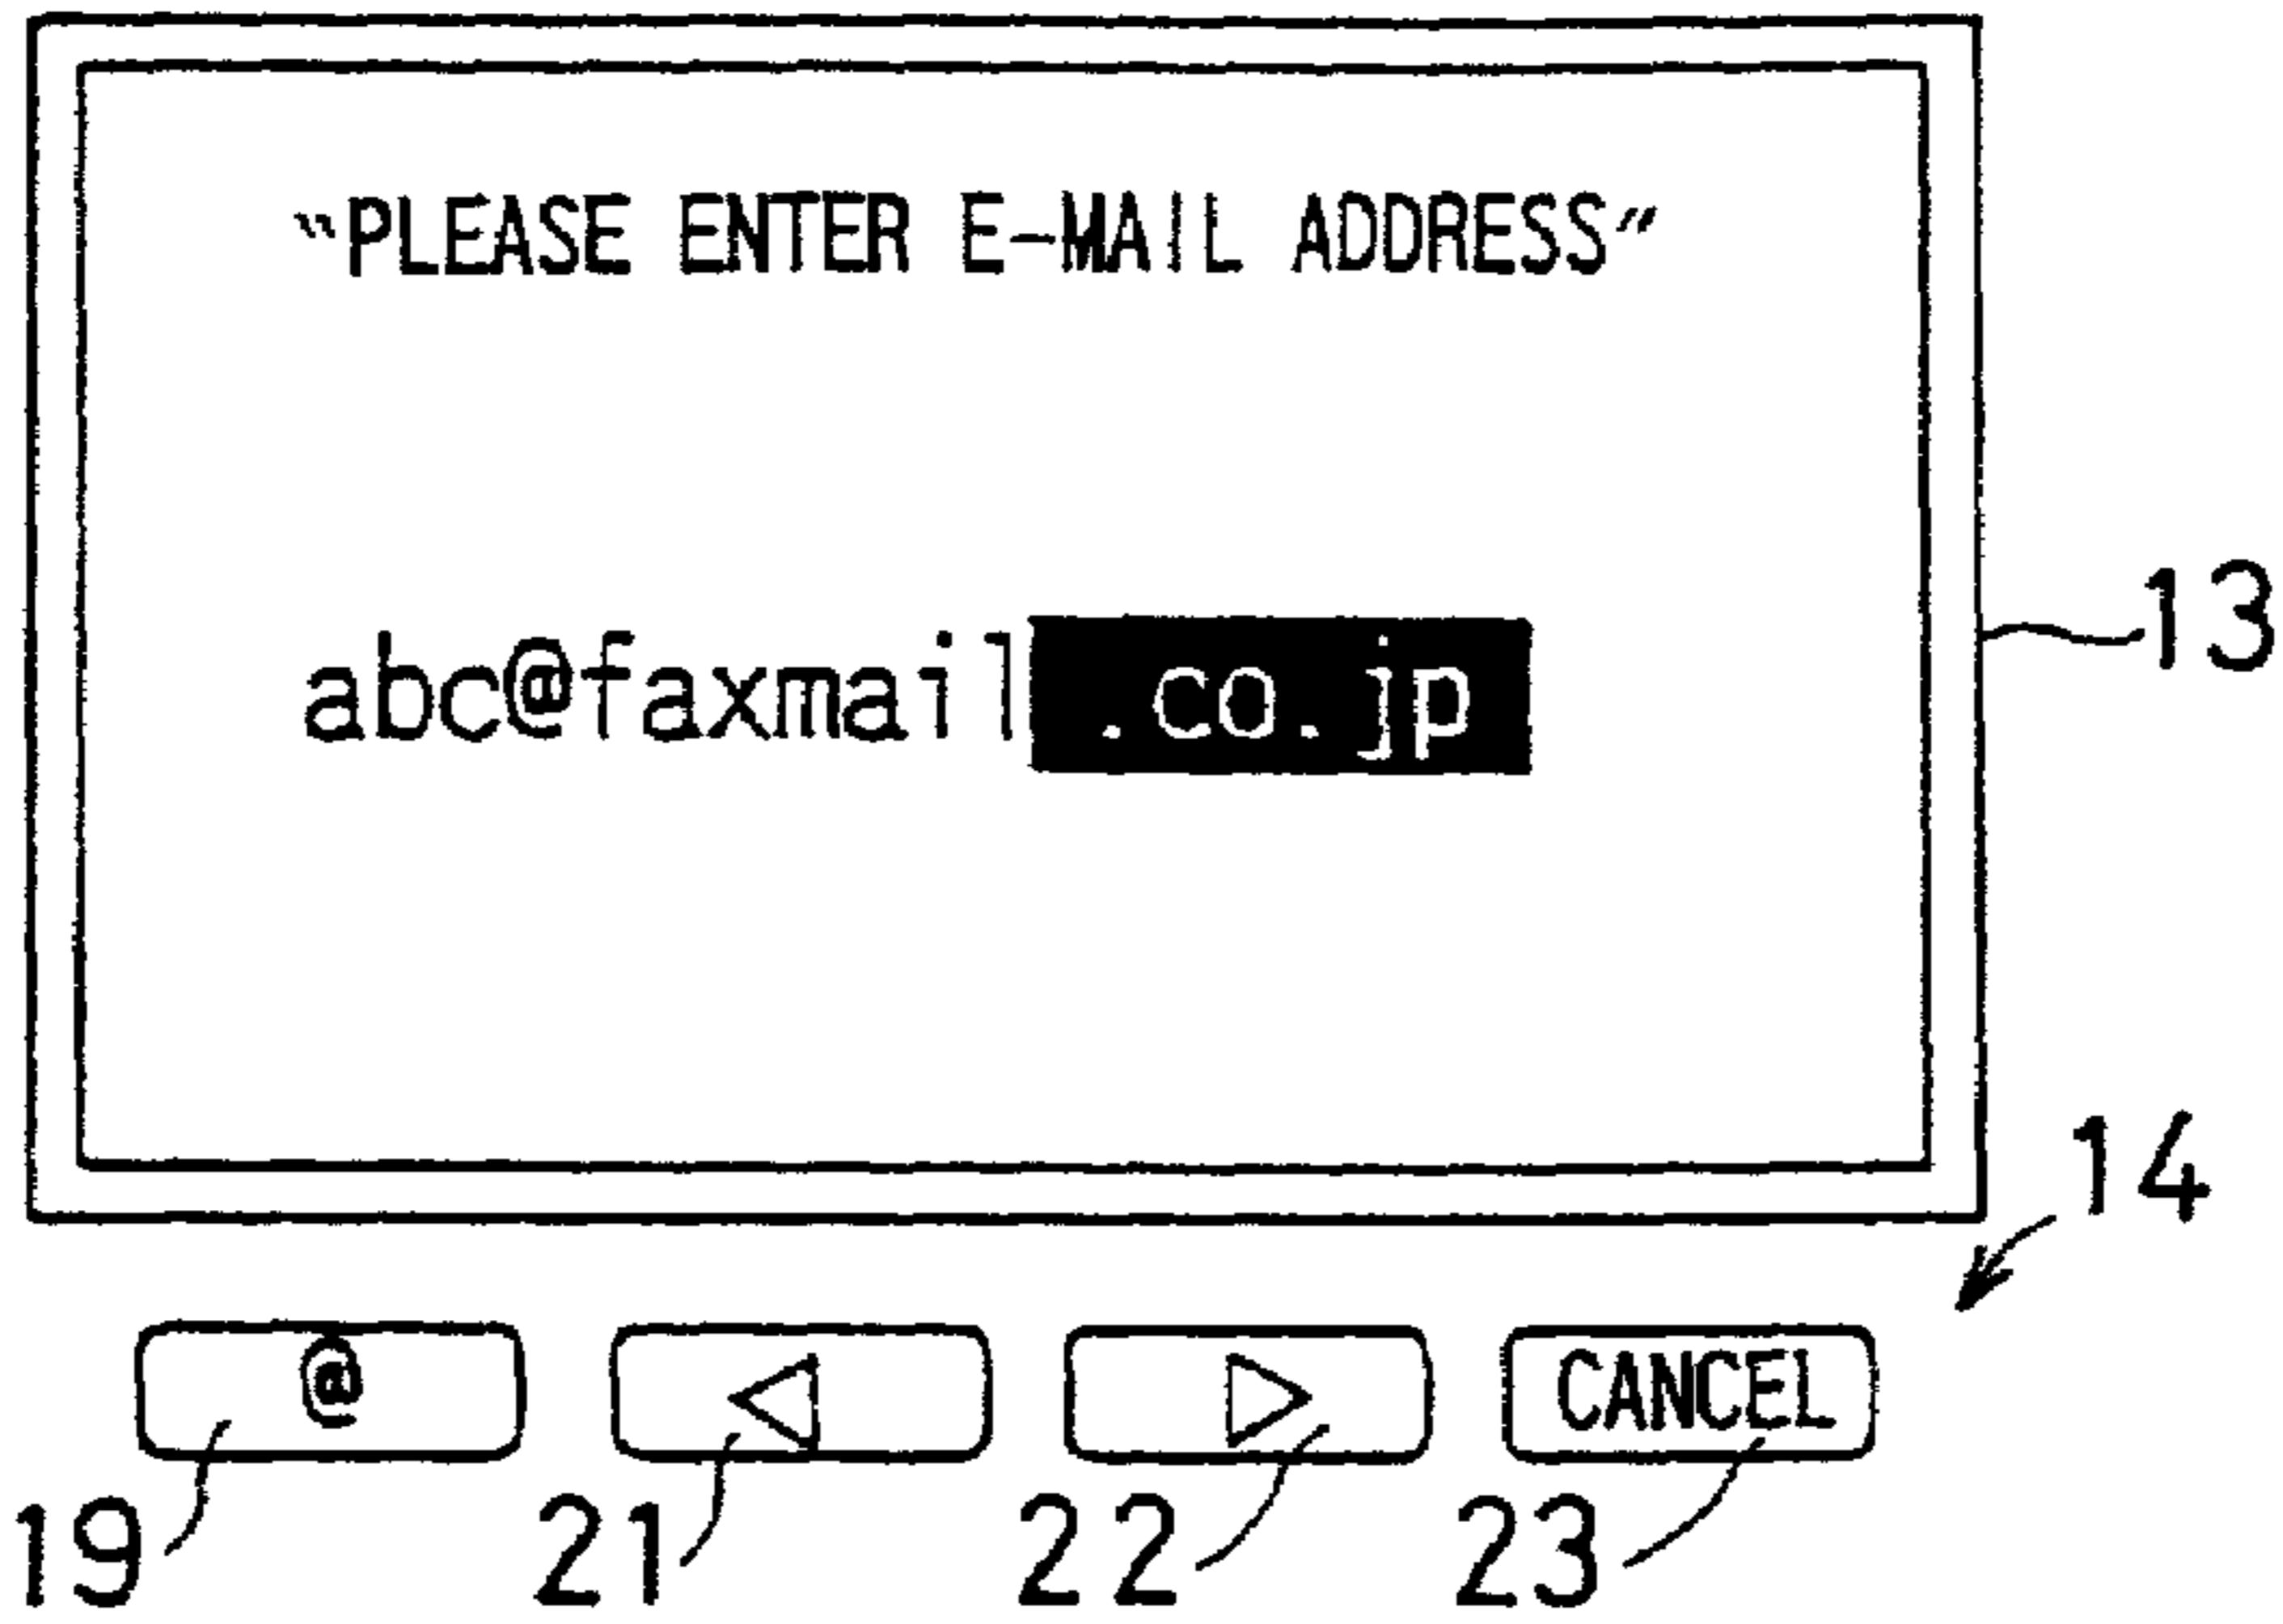 "PLEASE ENTER E-MAIL ADDRESS"
abc@faxmail.co.jp
13
14
@ ◁ ▷ CANCEL
19 21 22 23